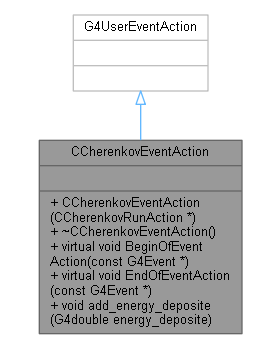 G4UserEventAction
CCherenkovEventAction
+ CCherenkovEventAction
(CCherenkovRunAction *)
+ ~CCherenkovEventAction()
+ virtual void BeginOfEvent
Action(const G4Event *)
+ virtual void EndOfEventAction
(const G4Event *)
+ void add_energy_deposite
(G4double energy_deposite)